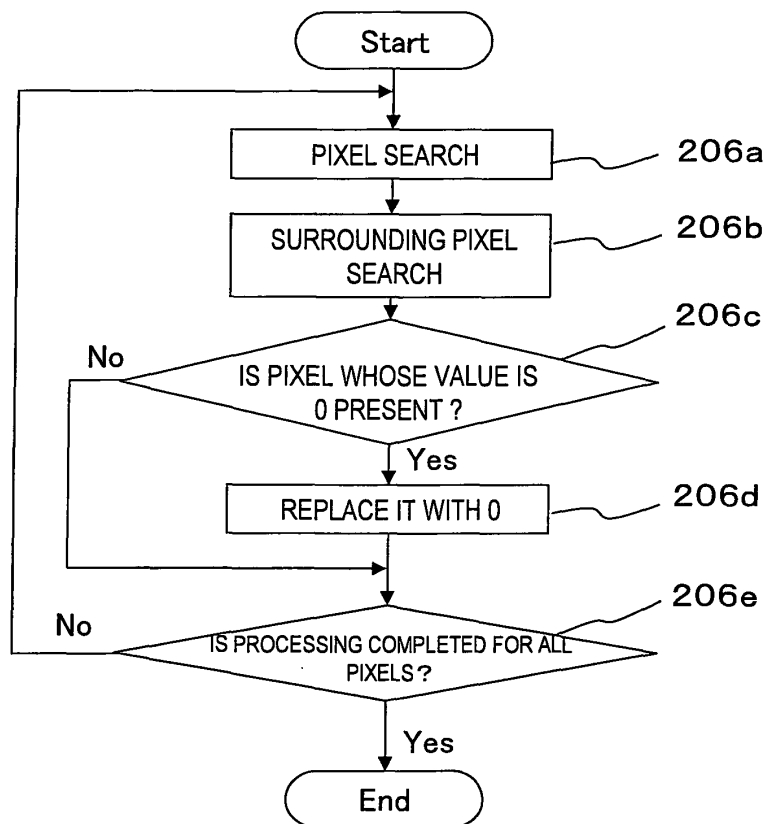 Start
PIXEL SEARCH
206a
SURROUNDING PIXEL
SEARCH
206b
206c
No
IS PIXEL WHOSE VALUE IS
0 PRESENT ?
Yes
REPLACE IT WITH 0
206d
206e
No
IS PROCESSING COMPLETED FOR ALL
PIXELS?
Yes
End